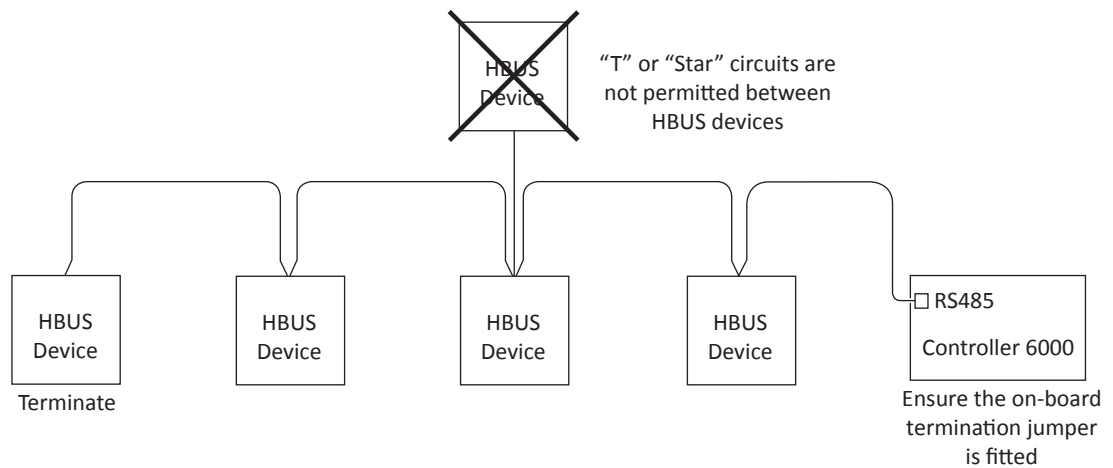 HBUS
Device
“T” or “Star” circuits are
not permitted between
HBUS devices
HBUS
Device
Terminate
HBUS
Device
HBUS
Device
HBUS
Device
RS485
Controller 6000
Ensure the on-board
termination jumper
is fitted